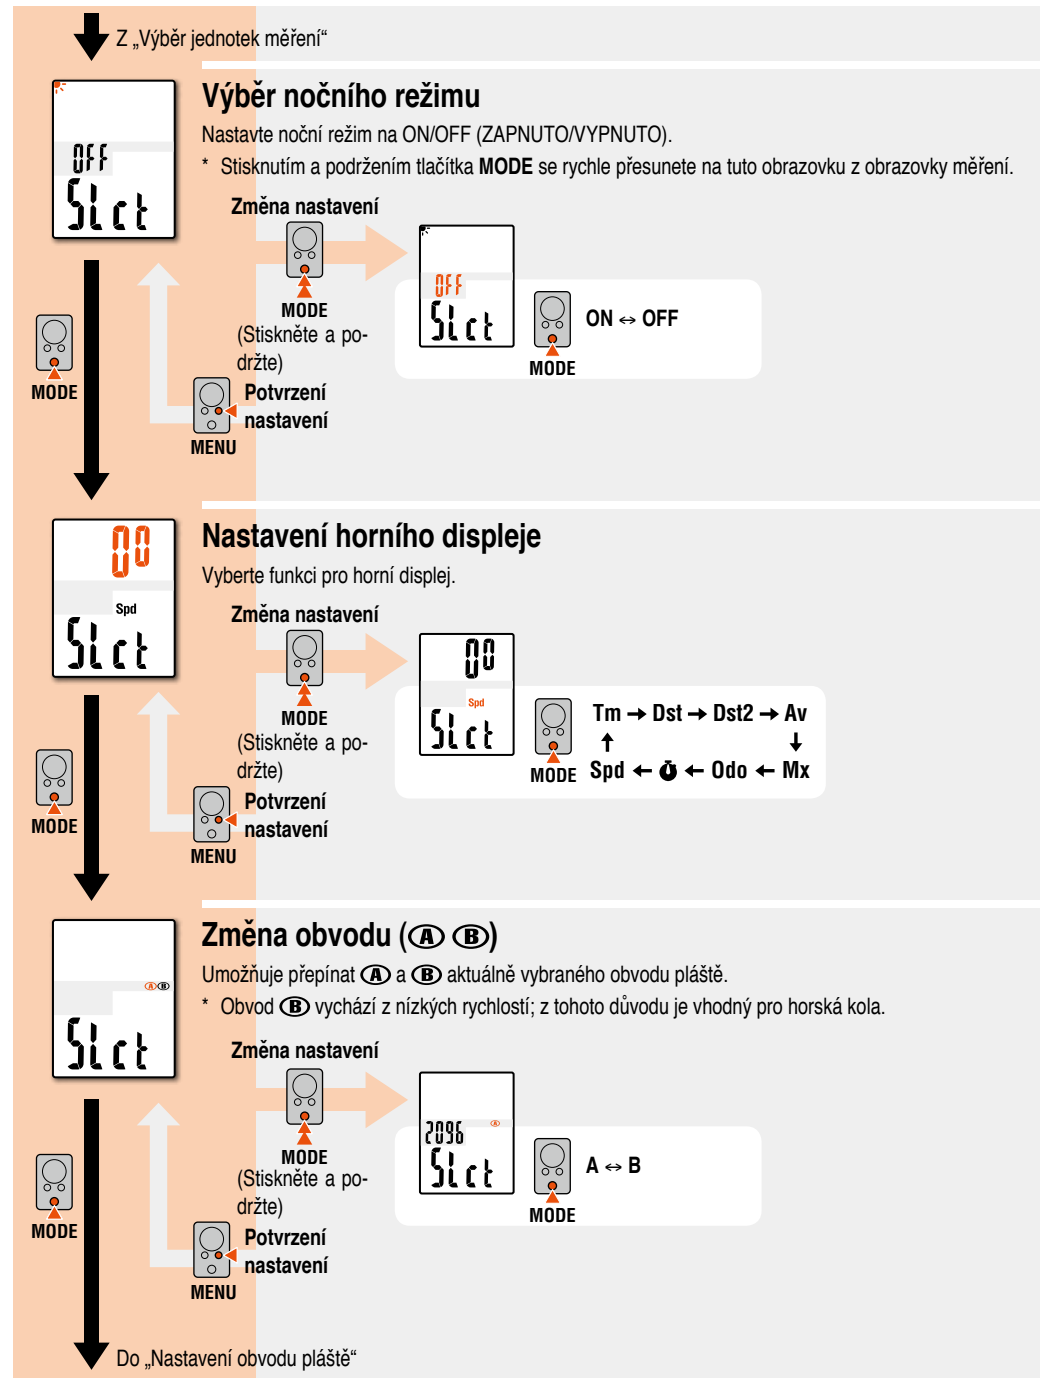 Z „Výběr jednotek měření“
Výběr nočního režimu
Nastavte noční režim na ON/OFF (ZAPNUTO/VYPNUTO).
* Stisknutím a podržením tlačítka MODE se rychle přesunete na tuto obrazovku z obrazovky měření.
OFF
Slct
Změna nastavení
MODE
(Stiskněte a po-
držte)
OFF
Slct
MODE
ON ⇔ OFF
MODE
Potvrzení
nastavení
MENU
Nastavení horního displeje
Vyberte funkci pro horní displej.
00
Spd
Slct
Změna nastavení
MODE
(Stiskněte a po-
držte)
00
Spd
Slct
MODE
Tm → Dst → Dst2 → Av
↑ ↓
Spd ← ⏱ ← Odo ← Mx
MODE
Potvrzení
nastavení
MENU
Změna obvodu (Ⓐ Ⓑ)
Umožňuje přepínat Ⓐ a Ⓑ aktuálně vybraného obvodu pláště.
* Obvod Ⓑ vychází z nízkých rychlostí; z tohoto důvodu je vhodný pro horská kola.
ⒶⒷ
Slct
Změna nastavení
MODE
(Stiskněte a po-
držte)
2096 Ⓐ
Slct
MODE
A ⇔ B
MODE
Potvrzení
nastavení
MENU
Do „Nastavení obvodu pláště“